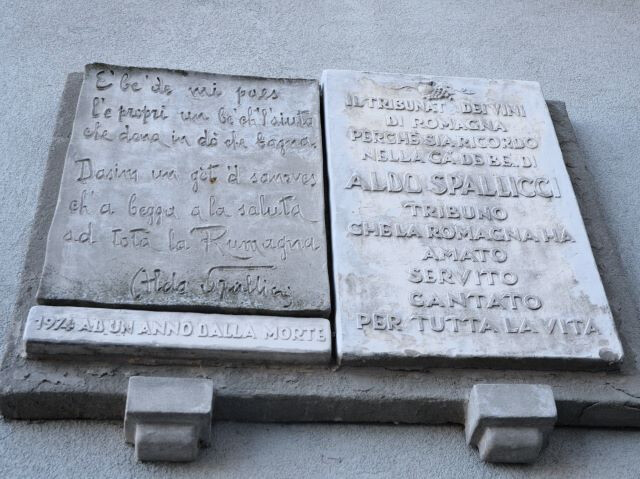 E' be' de mi paes
l'è propri un be' ch'l'aiuta
che dona in dò che bagna.
Dasim un gòt d' sanzves
ch' a begga a la saluta
ad tota la Rumagna
Aldo Spallicci
1974 AD UN ANNO DALLA MORTE
IL TRIBUNAT DEI VINI
DI ROMAGNA
PERCHÈ SIA RICORDO
NELLA CA' DE BE' DI
ALDO SPALLICCI
TRIBUNO
CHE LA ROMAGNA HA
AMATO
SERVITO
CANTATO
PER TUTTA LA VITA